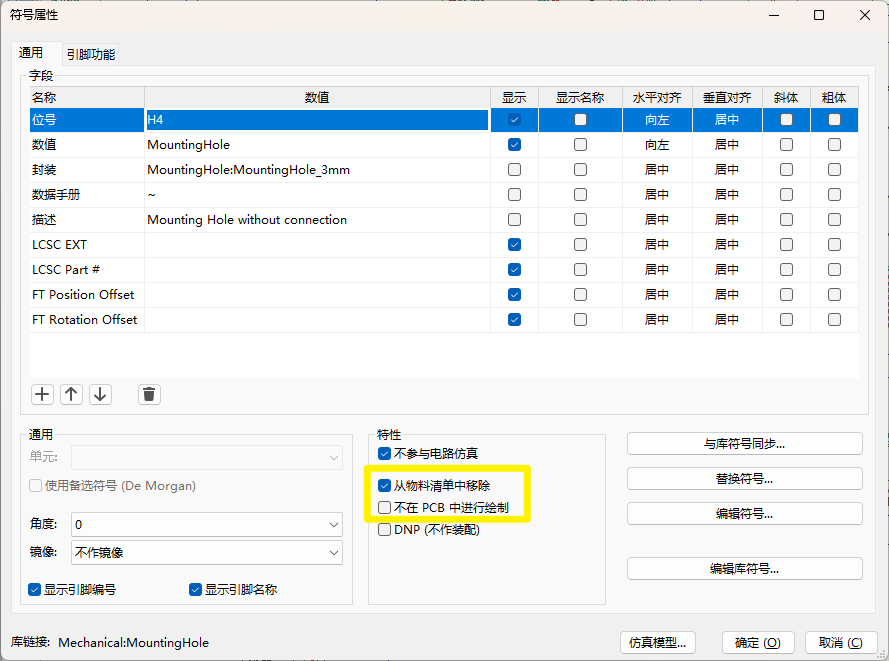 符号属性
通用 引脚功能
字段
名称 数值 显示 显示名称 水平对齐 垂直对齐 斜体 粗体
位号 H4 向左 居中
数值 MountingHole 向左 居中
封装 MountingHole:MountingHole_3mm 居中 居中
数据手册 ~ 居中 居中
描述 Mounting Hole without connection 居中 居中
LCSC EXT 居中 居中
LCSC Part # 居中 居中
FT Position Offset 居中 居中
FT Rotation Offset 居中 居中
通用
单元:
使用备选符号 (De Morgan)
角度: 0
镜像: 不作镜像
显示引脚编号 显示引脚名称
特性
不参与电路仿真
从物料清单中移除
不在 PCB 中进行绘制
DNP (不作装配)
与库符号同步...
替换符号...
编辑符号...
编辑库符号...
库链接: Mechanical:MountingHole
仿真模型... 确定 (O) 取消 (C)